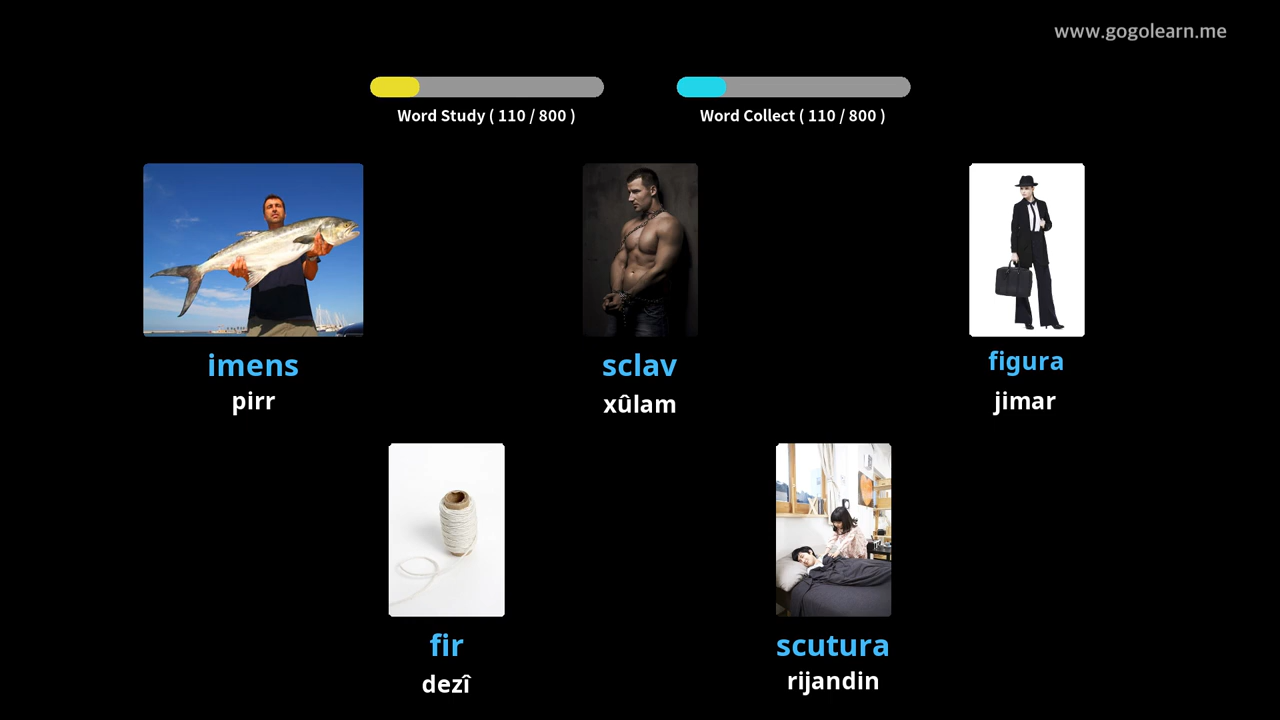 www.gogolearn.me
Word Study ( 110 / 800 )
Word Collect ( 110 / 800 )
imens
pirr
sclav
xûlam
figura
jimar
fir
dezî
scutura
rijandin